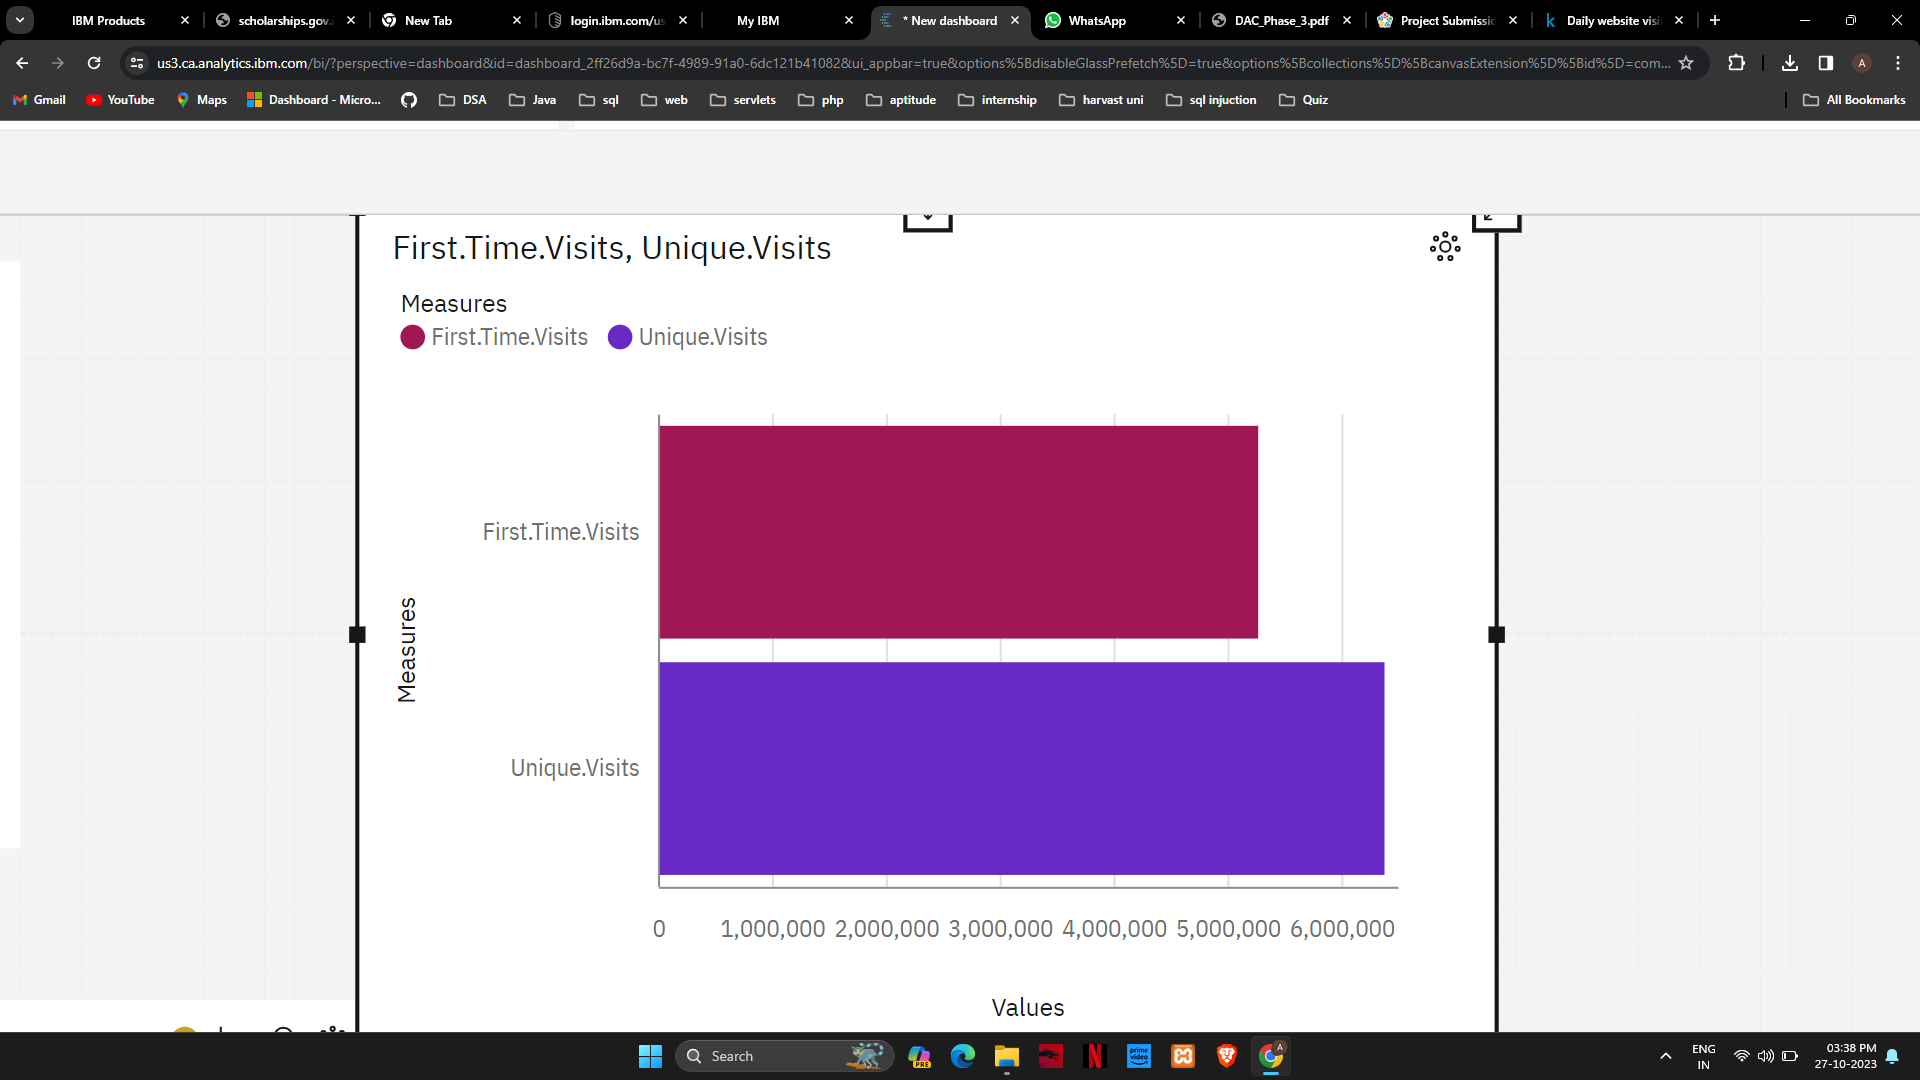 IBM Products
scholarships.gov.i
New Tab
login.ibm.com/us
My IBM
* New dashboard
WhatsApp
DAC_Phase_3.pdf
Project Submissi
Daily website visi
us3.ca.analytics.ibm.com/bi/?perspective=dashboard&id=dashboard_2ff26d9a-bc7f-4989-91a0-6dc121b41082&ui_appbar=true&options%5BdisableGlassPrefetch%5D=true&options%5Bcollections%5D%5BcanvasExtension%5D%5Bid%5D=com...
A
Gmail
YouTube
Maps
Dashboard - Micro...
DSA
Java
sql
web
servlets
php
aptitude
internship
harvast uni
sql injuction
Quiz
All Bookmarks
First.Time.Visits, Unique.Visits
Measures
First.Time.Visits
Unique.Visits
First.Time.Visits
Measures
Unique.Visits
0 1,000,000 2,000,000 3,000,000 4,000,000 5,000,000 6,000,000
Values
Search
PRE
N
prime video
A
ENG
IN
03:38 PM
27-10-2023